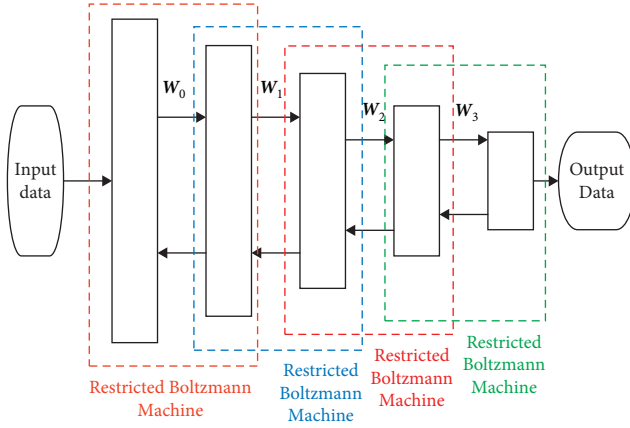 Input
data
W0
W1
W2
W3
Output
Data
Restricted Boltzmann
Machine
Restricted
Boltzmann
Machine
Restricted
Boltzmann
Machine
Restricted
Boltzmann
Machine